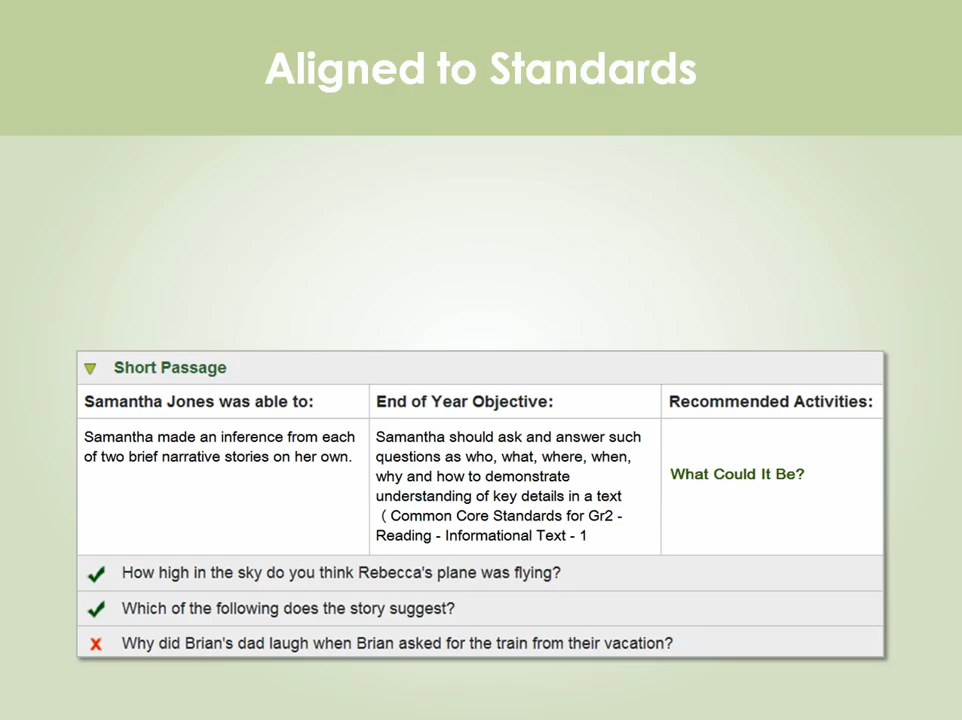 Aligned to Standards
Short Passage
Samantha Jones was able to:
End of Year Objective:
Recommended Activities:
Samantha made an inference from each
of two brief narrative stories on her own.
Samantha should ask and answer such
questions as who, what, where, when,
why and how to demonstrate
understanding of key details in a text
( Common Core Standards for Gr2 -
Reading - Informational Text - 1
What Could It Be?
How high in the sky do you think Rebecca's plane was flying?
Which of the following does the story suggest?
X Why did Brian's dad laugh when Brian asked for the train from their vacation?